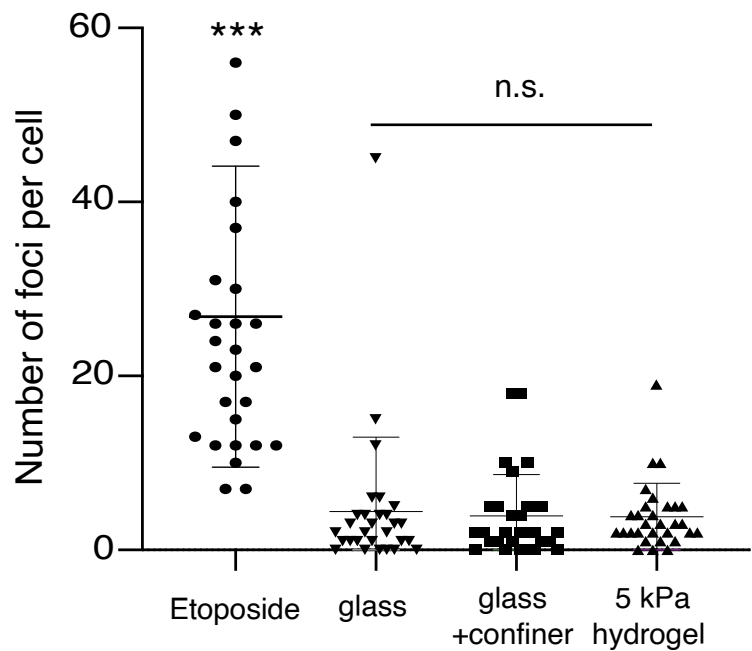 60
***
n.s.
40
20
0
Number of foci per cell
Etoposide
glass
glass
+confiner
5 kPa
hydrogel